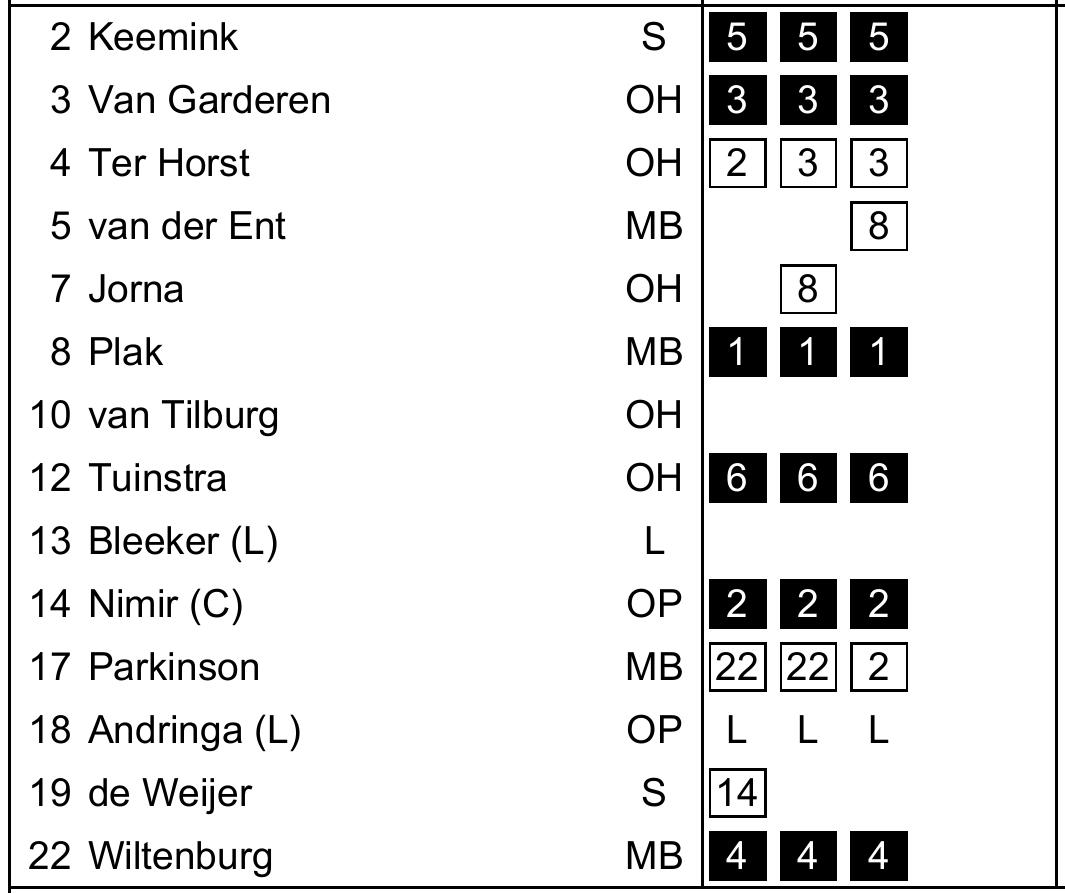 2 Keemink S 5 5 5
3 Van Garderen OH 3 3 3
4 Ter Horst OH 2 3 3
5 van der Ent MB 8
7 Jorna OH 8
8 Plak MB 1 1 1
10 van Tilburg OH
12 Tuinstra OH 6 6 6
13 Bleeker (L) L
14 Nimir (C) OP 2 2 2
17 Parkinson MB 22 22 2
18 Andringa (L) OP L L L
19 de Weijer S 14
22 Wiltenburg MB 4 4 4